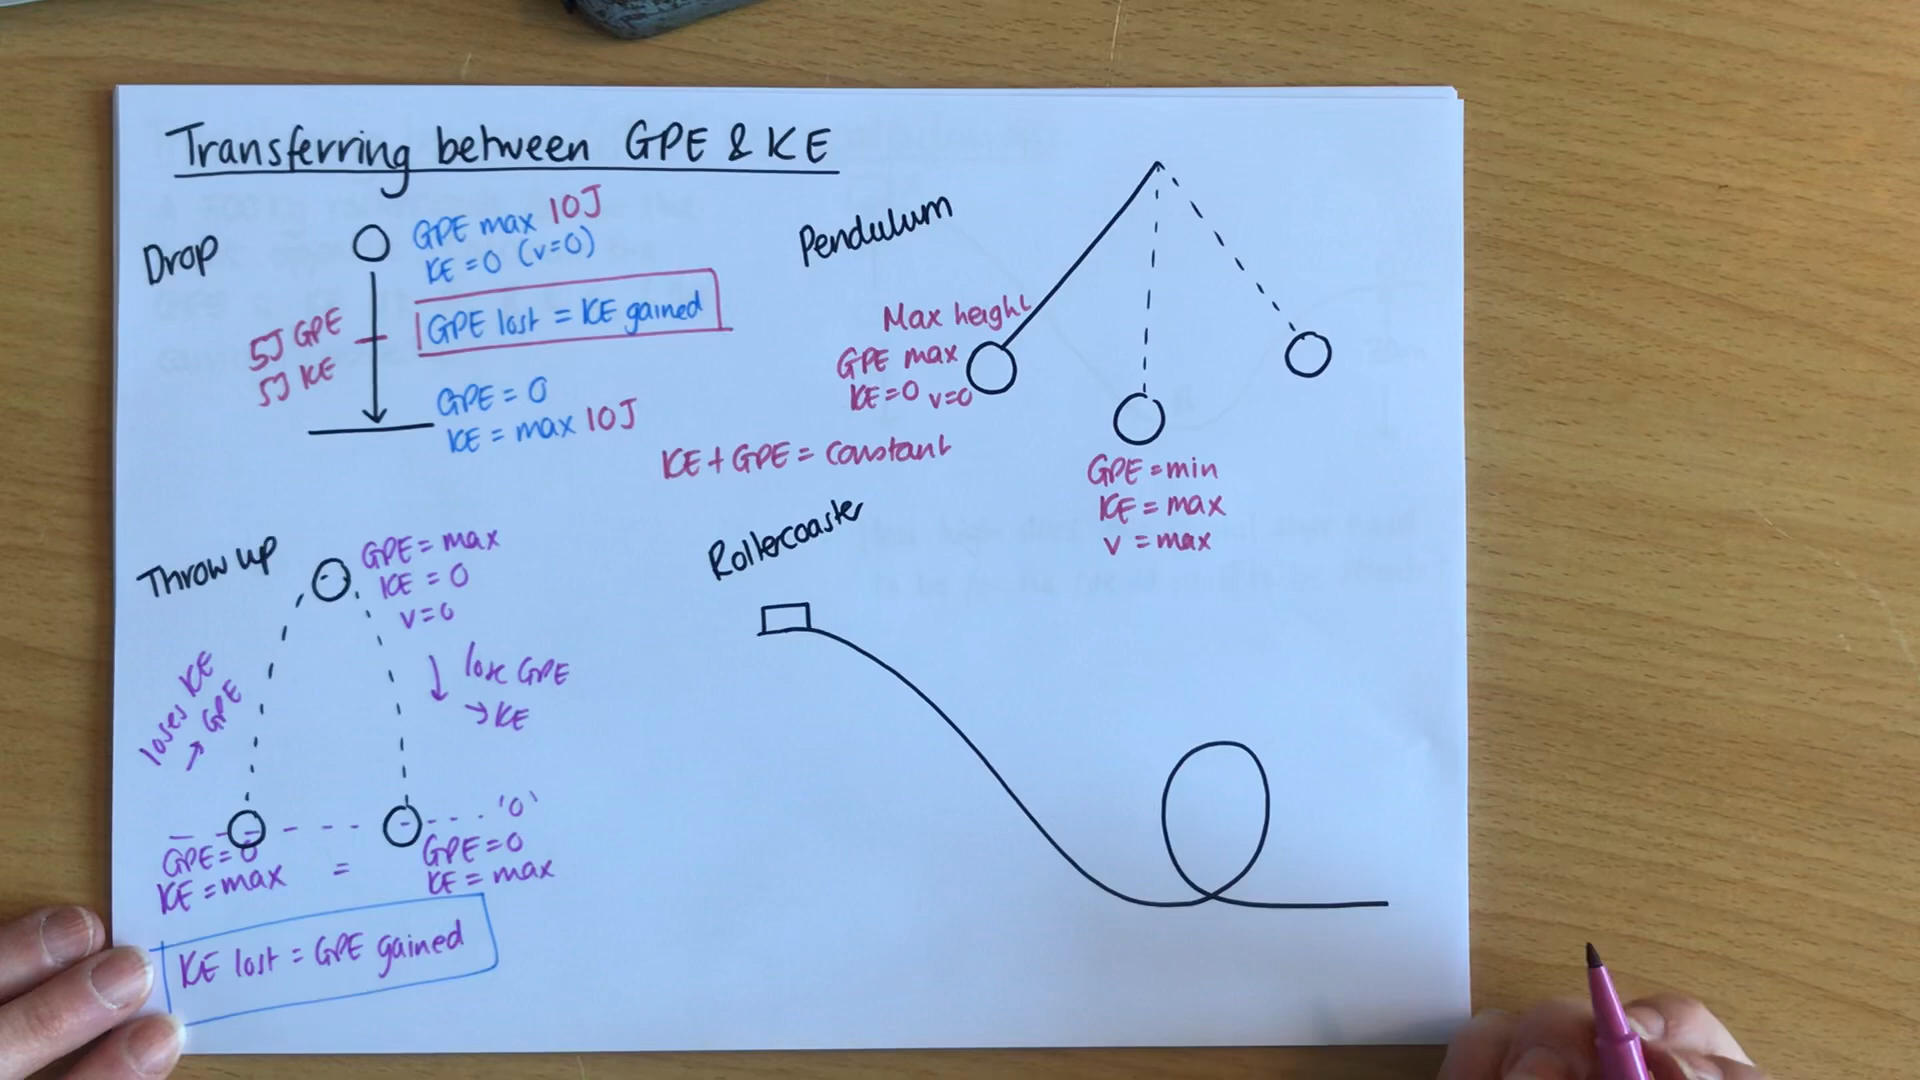 Transferring between GPE & KE
Drop
GPE max 10J
KE = 0 (v=0)
GPE lost = KE gained
5J GPE
5J KE
GPE = 0
KE = max 10J
Pendulum
Max height
GPE max
KE=0 v=0
KE + GPE = constant
GPE = min
KE = max
v = max
Throw up
GPE = max
KE = 0
v=0
loses KE
→ GPE
↓ lose GPE
→ KE
'0'
GPE=0
KE = max
=
GPE=0
KE = max
KE lost = GPE gained
Rollercoaster